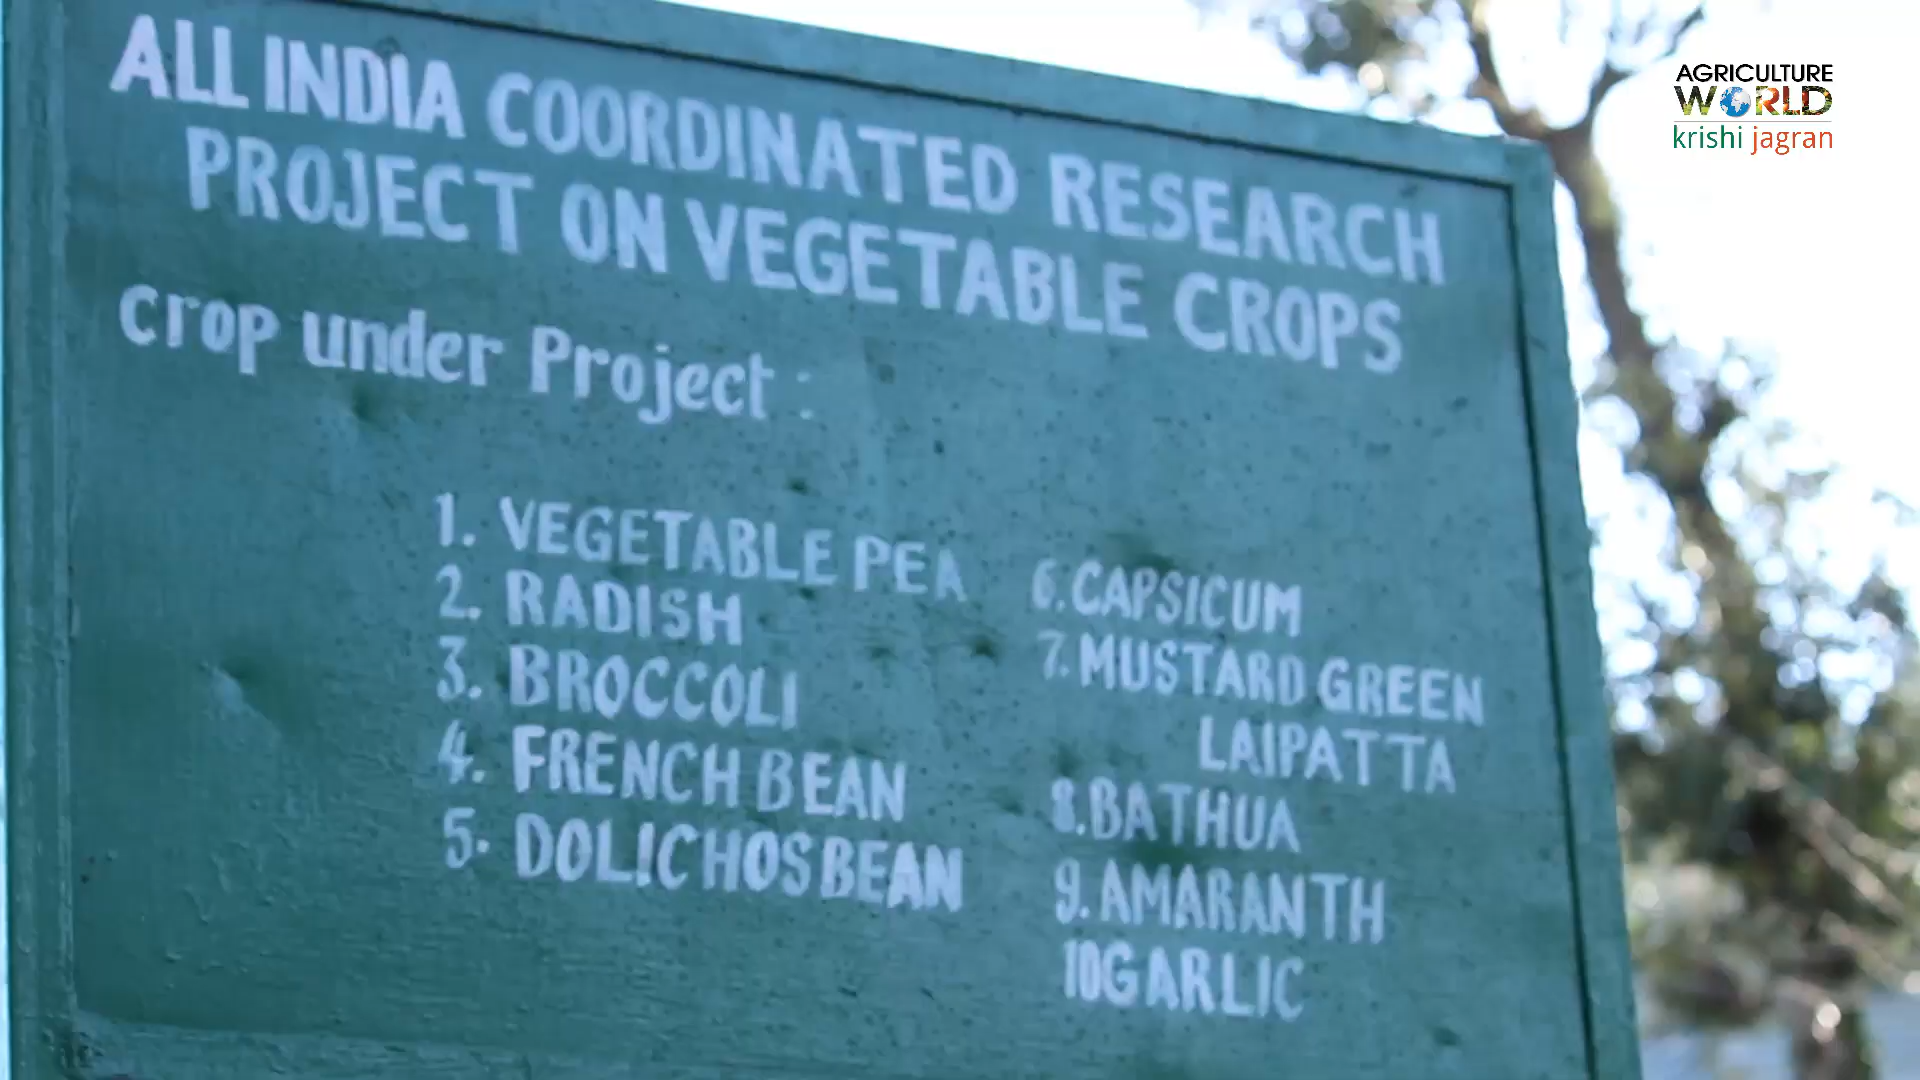 ALL INDIA COORDINATED RESEARCH
PROJECT ON VEGETABLE CROPS
Crop under Project :
1. VEGETABLE PEA
2. RADISH
3. BROCCOLI
4. FRENCH BEAN
5. DOLICHOS BEAN
6. CAPSICUM
7. MUSTARD GREEN
LAIPATTA
8. BATHUA
9. AMARANTH
10 GARLIC
AGRICULTURE
WORLD
krishi jagran